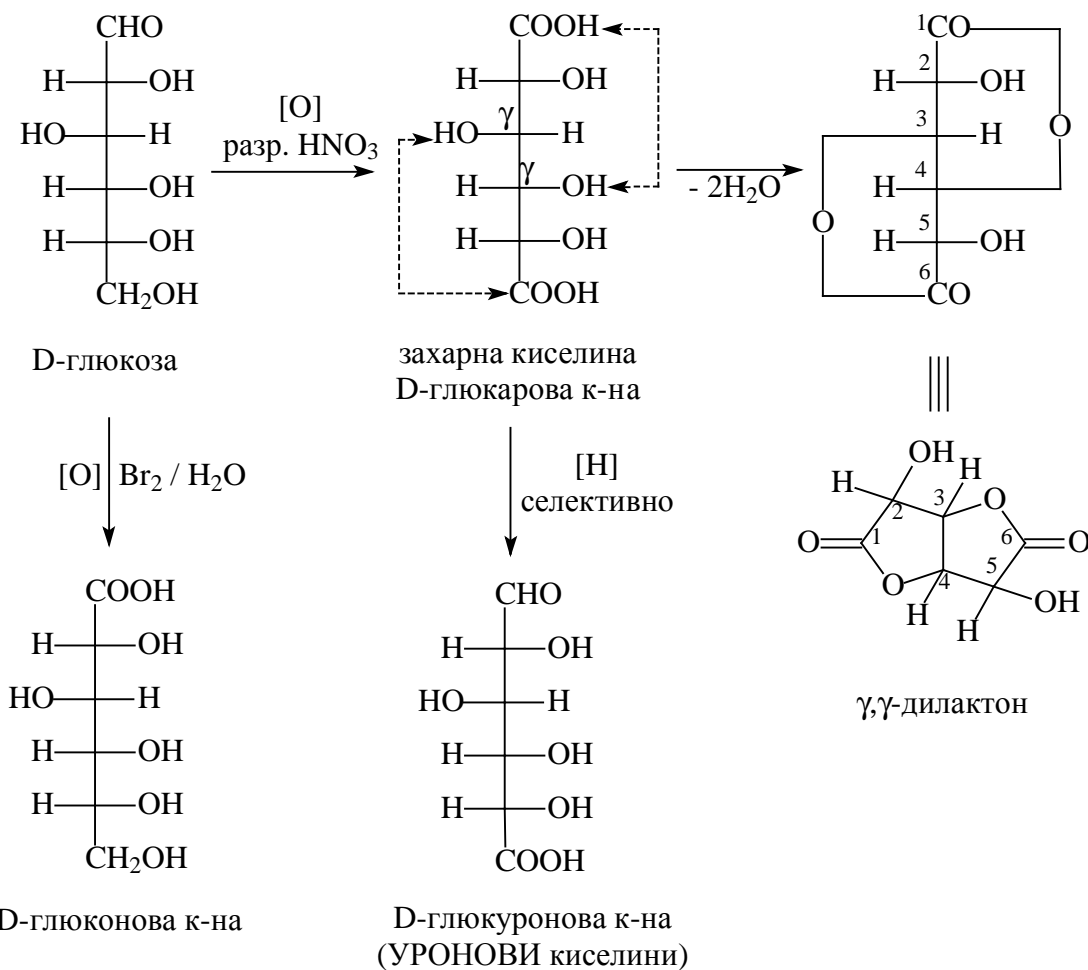 CHO
H OH
HO H
H OH
H OH
CH₂OH
D-глюкоза
[O]
разр. HNO₃
COOH
H OH
γ
HO H
γ
H OH
H OH
COOH
захарна киселина
D-глюкарова к-на
- 2H₂O
1 CO
2
H OH
3
H
O
4
H
O
5
H OH
6
CO
[O] Br₂ / H₂O
[H]
селективно
OH
H H
3 O
2
O 1 6 O
5
O 4
OH
H
H
γ,γ-дилактон
COOH
H OH
HO H
H OH
H OH
CH₂OH
D-глюконова к-на
CHO
H OH
HO H
H OH
H OH
COOH
D-глюкуронова к-на
(УРОНОВИ киселини)